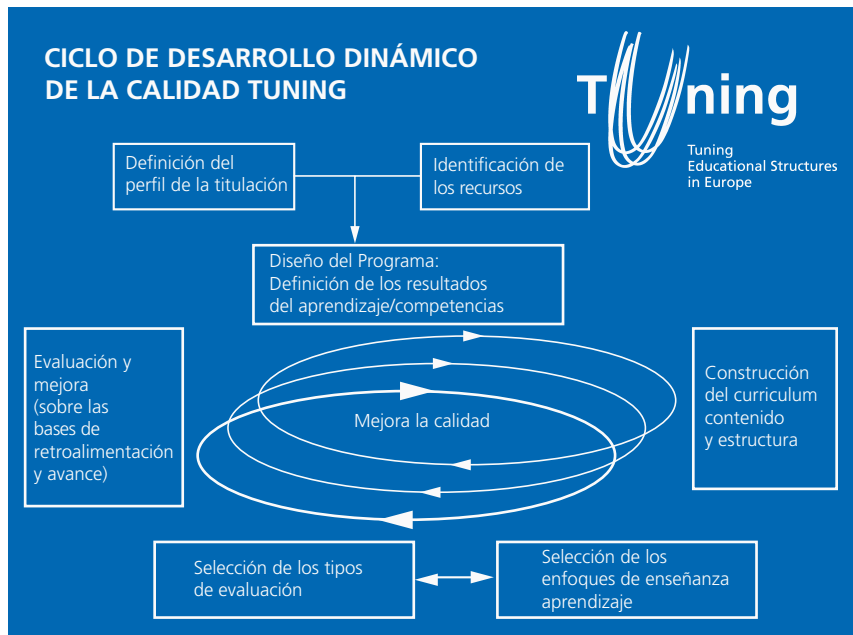 CICLO DE DESARROLLO DINÁMICO
DE LA CALIDAD TUNING
Tuning
Tuning
Educational Structures
in Europe
Definición del
perfil de la titulación
Identificación de
los recursos
Diseño del Programa:
Definición de los resultados
del aprendizaje/competencias
Evaluación y
mejora
(sobre las
bases de
retroalimentación
y avance)
Mejora la calidad
Construcción
del curriculum
contenido
y estructura
Selección de los tipos
de evaluación
Selección de los
enfoques de enseñanza
aprendizaje